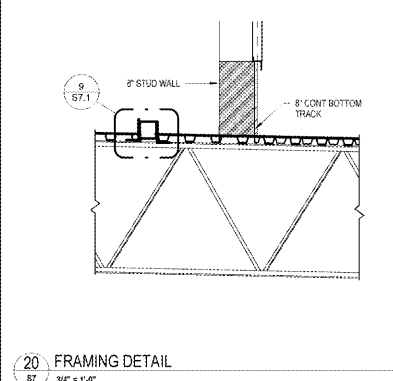 9
S7.1
8" STUD WALL
8" CONT BOTTOM
TRACK
20 FRAMING DETAIL
S7 3/4" = 1'-0"